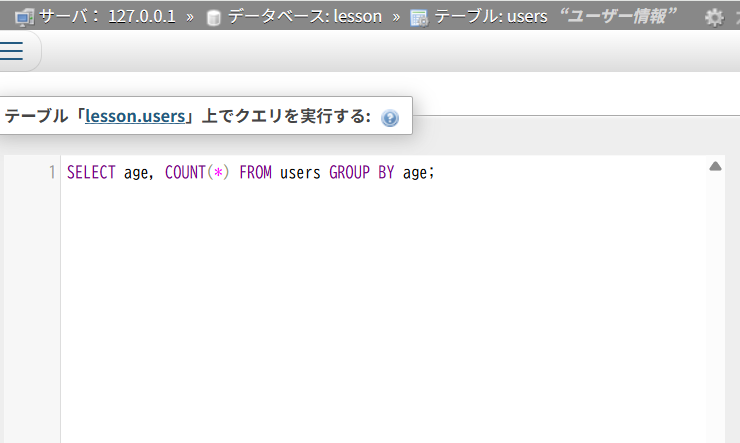 サーバ： 127.0.0.1 » データベース: lesson » テーブル: users “ユーザー情報”
テーブル「lesson.users」上でクエリを実行する:
1 SELECT age, COUNT(*) FROM users GROUP BY age;